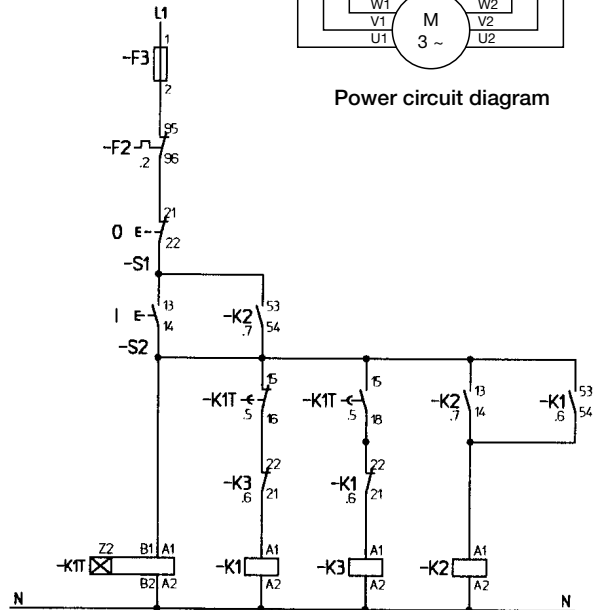 L1
W1 W2
V1 M V2
U1 3 ~ U2
Power circuit diagram
1
-F3
2
95
-F2
.2 96
21
O E
22
-S1
13 53
I E -K2
14 .7 54
-S2
15 15 13 53
-K1T -K1T -K2 -K1
.5 16 .5 18 .7 14 .6 54
22 22
-K3 -K1
.6 21 .6 21
Z2 B1 A1 A1 A1 A1
-K1T -K1 -K3 -K2
B2 A2 A2 A2 A2
N N